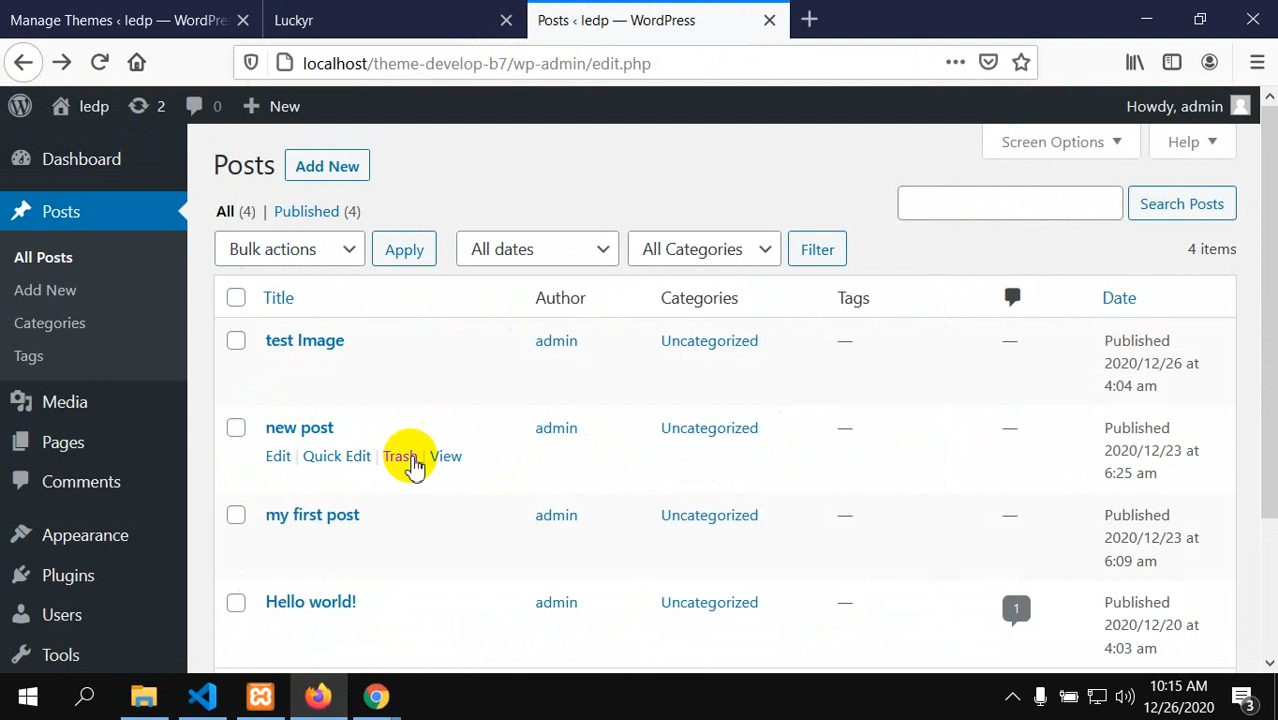 Manage Themes ‹ ledp — WordPres
Luckyr
Posts ‹ ledp — WordPress
localhost/theme-develop-b7/wp-admin/edit.php
ledp
2
0
New
Howdy, admin
Dashboard
Posts
All Posts
Add New
Categories
Tags
Media
Pages
Comments
Appearance
Plugins
Users
Tools
Screen Options
Help
Posts
Add New
All (4) | Published (4)
Search Posts
Bulk actions
Apply
All dates
All Categories
Filter
4 items
Title
Author
Categories
Tags
Date
test Image
admin
Uncategorized
—
—
Published
2020/12/26 at
4:04 am
new post
Edit | Quick Edit | Trash | View
admin
Uncategorized
—
—
Published
2020/12/23 at
6:25 am
my first post
admin
Uncategorized
—
—
Published
2020/12/23 at
6:09 am
Hello world!
admin
Uncategorized
—
1
Published
2020/12/20 at
4:03 am
10:15 AM
12/26/2020
3